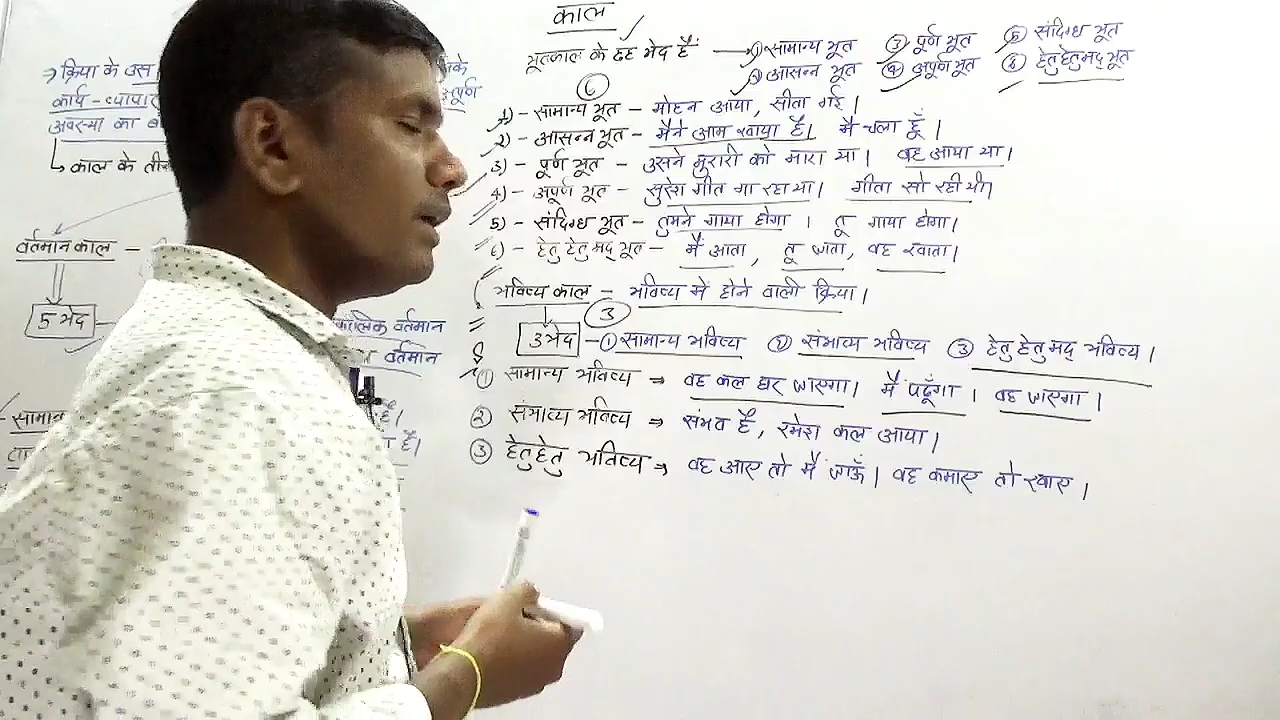 काल
भूतकाल के छह भेद हैं → ① सामान्य भूत ③ पूर्ण भूत ⑤ संदिग्ध भूत
② आसन्न भूत ④ अपूर्ण भूत ⑥ हेतुहेतुमद् भूत
⑥
1) - सामान्य भूत - मोहन आया, सीता गई।
2) - आसन्न भूत - मैने आम खाया है। मै चला हूँ।
3) - पूर्ण भूत - उसने मुरारी को मारा था। वह आया था।
4) - अपूर्ण भूत - सुरेश गीत गा रहा था। गीता सो रही थी।
5) - संदिग्ध भूत - तुमने गाया होगा। तू गाया होगा।
6) - हेतुहेतुमद् भूत - मै आता, तू जाता, वह खाता।
भविष्य काल - भविष्य मे होने वाली क्रिया।
③
3 भेद - ① सामान्य भविष्य ② संभाव्य भविष्य ③ हेतुहेतुमद् भविष्य।
① सामान्य भविष्य ⇒ वह कल घर जाएगा। मै पढूँगा। वह जाएगा।
② संभाव्य भविष्य ⇒ संभव है, रमेश कल आया।
③ हेतुहेतु भविष्य ⇒ वह आए तो मै जाऊँ। वह कमाए तो खाए।
→ क्रिया के उस
कार्य - व्यापार
अवस्था का
↳ काल के
वर्तमान काल -
5 भेद
वर्तमान
वर्तमान
है।
है।